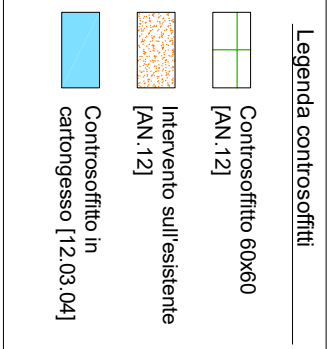 Legenda controsoffitti
Controsoffitto 60x60
[AN.12]
Intervento sull'esistente
[AN.12]
Controsoffitto in
cartongesso [12.03.04]